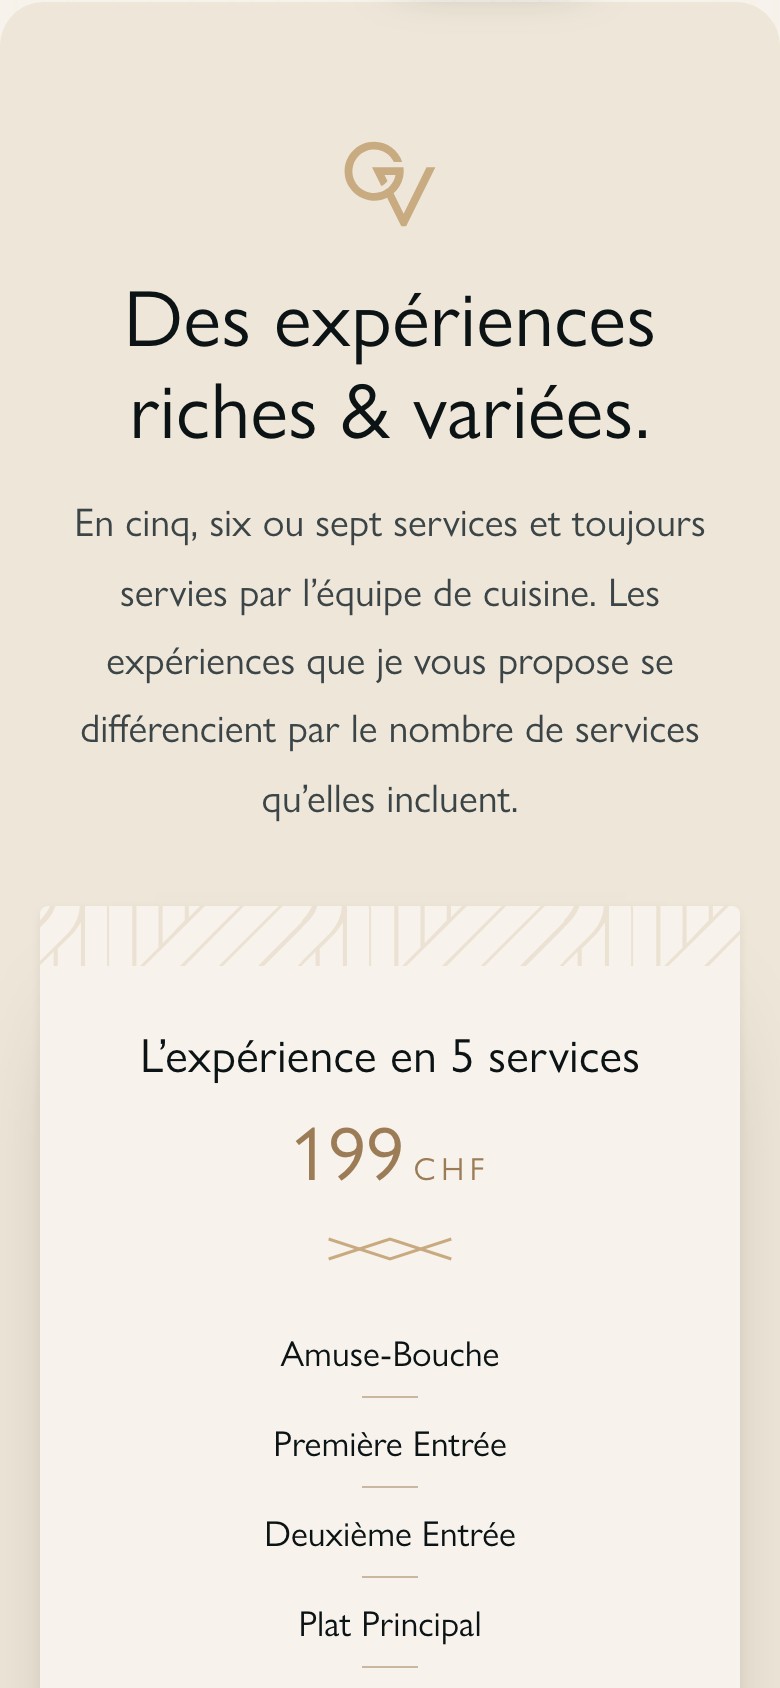 GV
Des expériences
riches & variées.
En cinq, six ou sept services et toujours
servies par l’équipe de cuisine. Les
expériences que je vous propose se
différencient par le nombre de services
qu’elles incluent.
L’expérience en 5 services
199 CHF
Amuse-Bouche
Première Entrée
Deuxième Entrée
Plat Principal